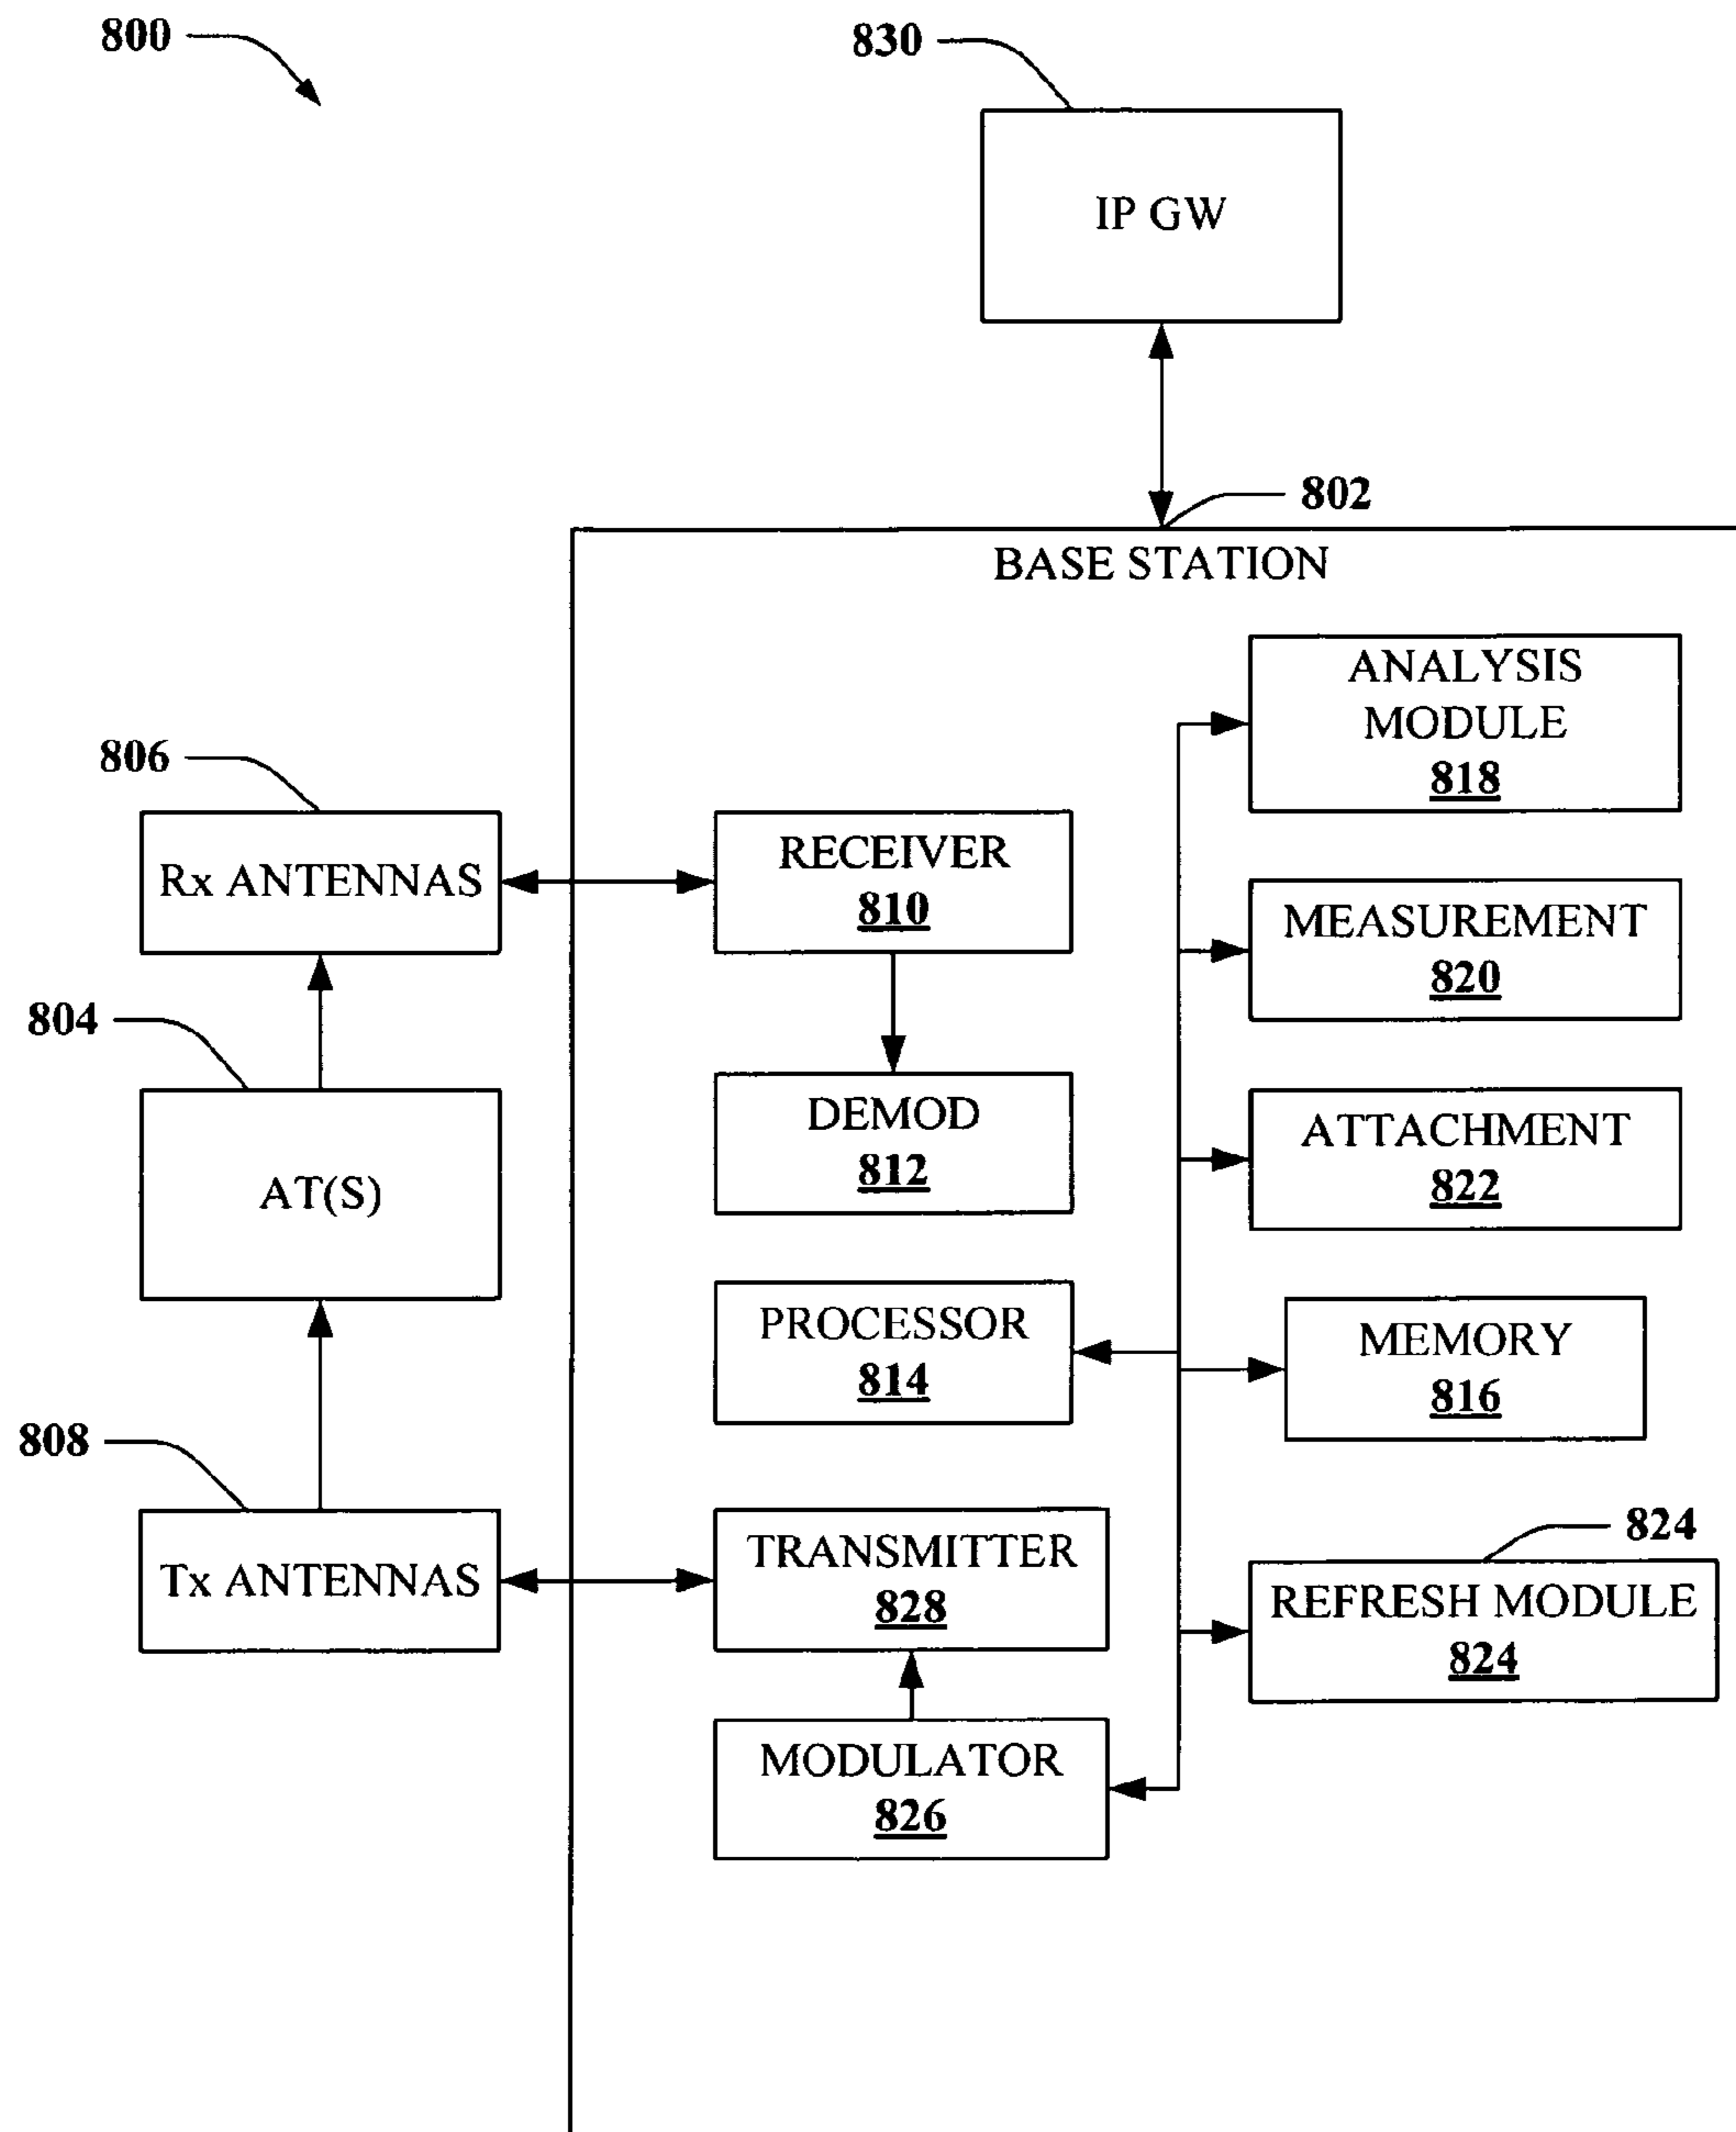 800
830
IP GW
802
BASE STATION
ANALYSIS
MODULE
818
806
Rx ANTENNAS
RECEIVER
810
MEASUREMENT
820
804
AT(S)
DEMOD
812
ATTACHMENT
822
PROCESSOR
814
MEMORY
816
808
Tx ANTENNAS
TRANSMITTER
828
824
REFRESH MODULE
824
MODULATOR
826